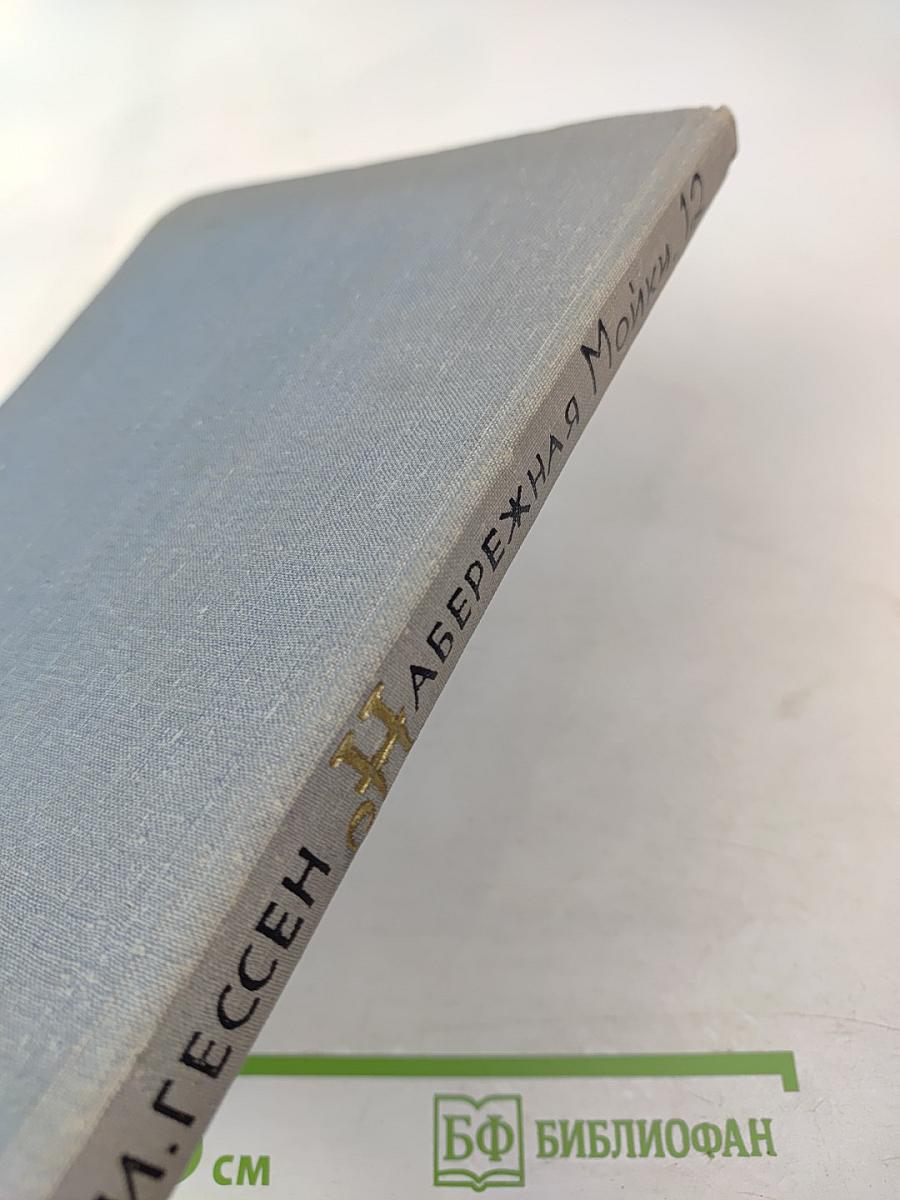 И. ГЕССЕН
НАБЕРЕЖНАЯ Мойки, 12
см
БФ БИБЛИОФАН